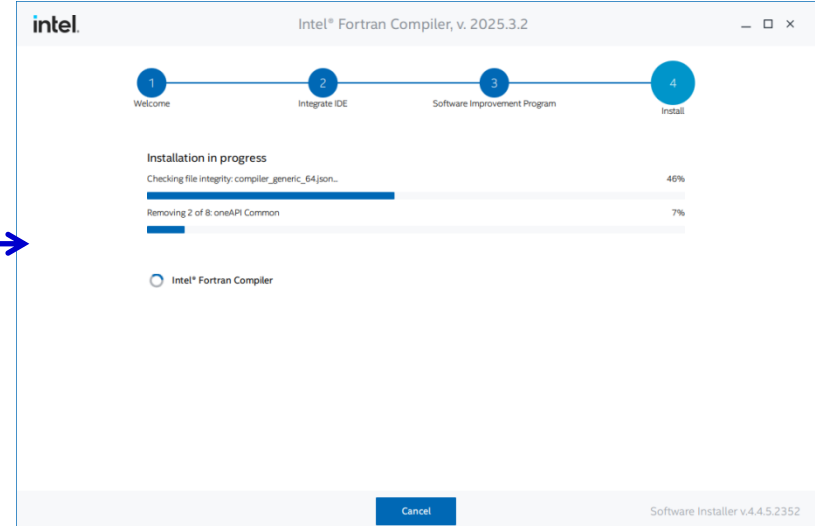 intel. Intel® Fortran Compiler, v. 2025.3.2
1 2 3 4
Welcome Integrate IDE Software Improvement Program Install
Installation in progress
Checking file integrity: compiler_generic_64.json... 46%
Removing 2 of 8: oneAPI Common 7%
Intel® Fortran Compiler
Cancel Software Installer v.4.4.5.2352